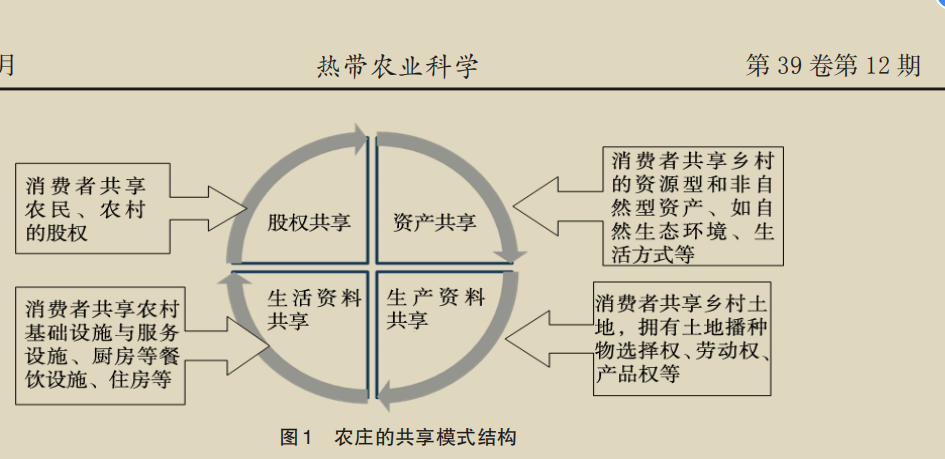 月
热带农业科学
第 39 卷第 12 期
消费者共享
农民、农村
的股权
股权共享
资产共享
消费者共享乡村
的资源型和非自
然型资产、如自
然生态环境、生
活方式等
消费者共享农村
基础设施与服务
设施、厨房等餐
饮设施、住房等
生活资料
共享
生产资料
共享
消费者共享乡村土
地，拥有土地播种
物选择权、劳动权、
产品权等
图1 农庄的共享模式结构